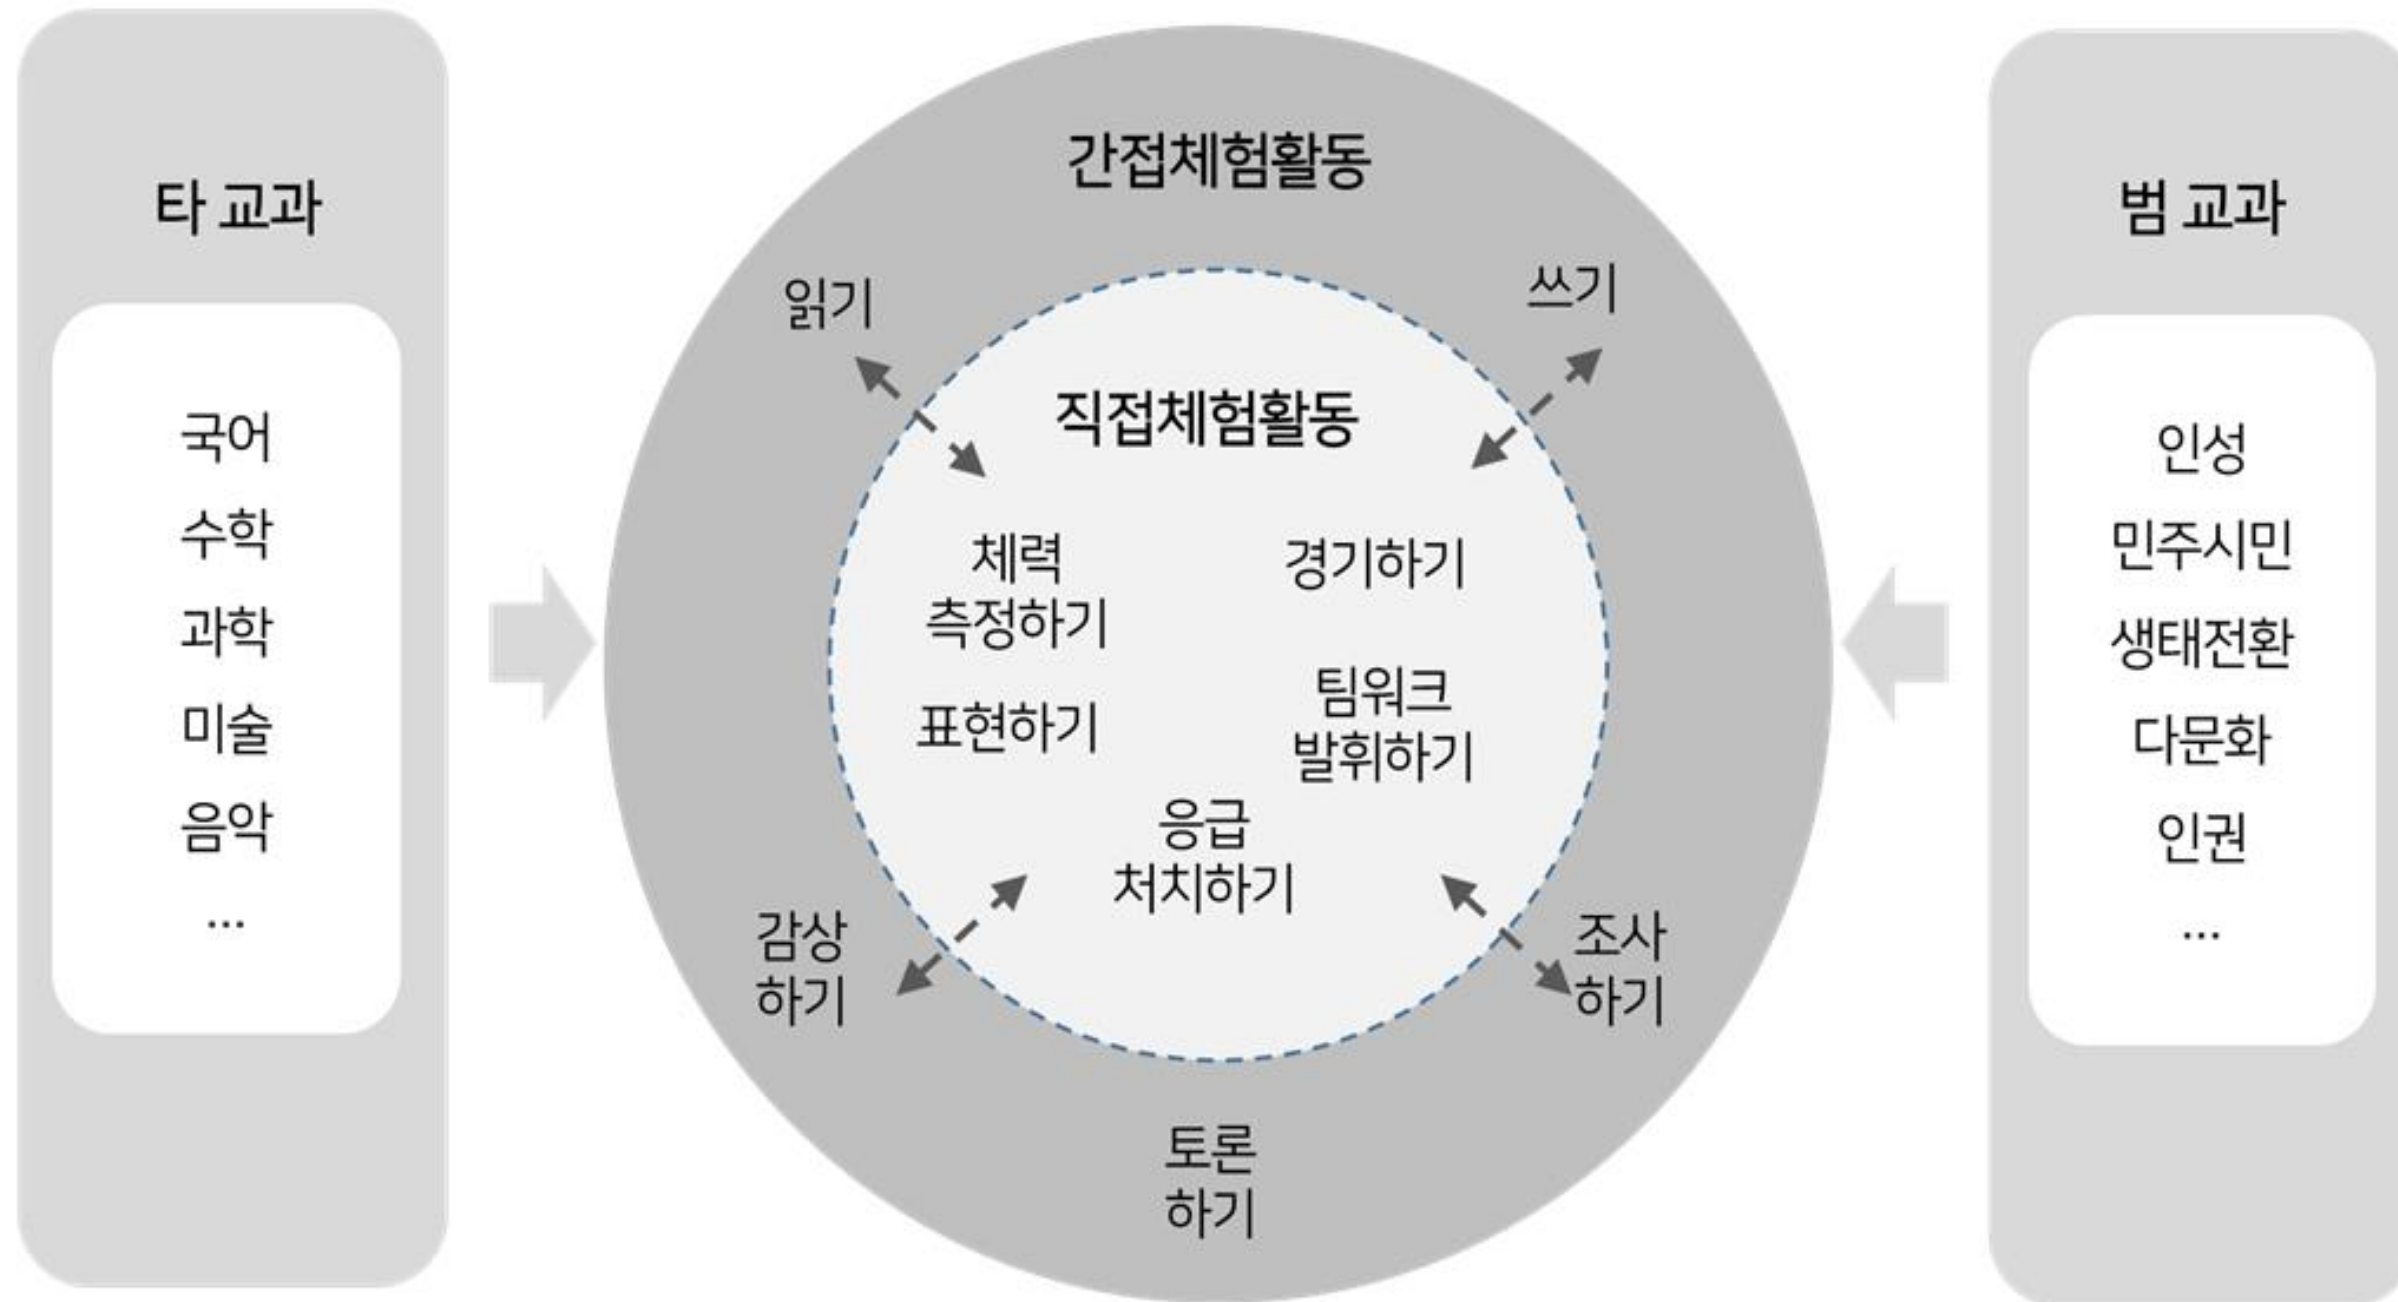 타 교과
국어
수학
과학
미술
음악
...
간접체험활동
읽기
쓰기
직접체험활동
체력
측정하기
경기하기
표현하기
팀워크
발휘하기
응급
처치하기
감상
하기
조사
하기
토론
하기
범 교과
인성
민주시민
생태전환
다문화
인권
...